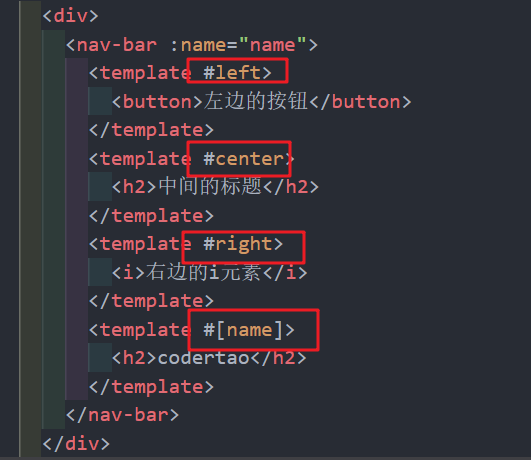 <div>
<nav-bar :name="name">
<template #left>
<button>左边的按钮</button>
</template>
<template #center>
<h2>中间的标题</h2>
</template>
<template #right>
<i>右边的i元素</i>
</template>
<template #[name]>
<h2>codertao</h2>
</template>
</nav-bar>
</div>